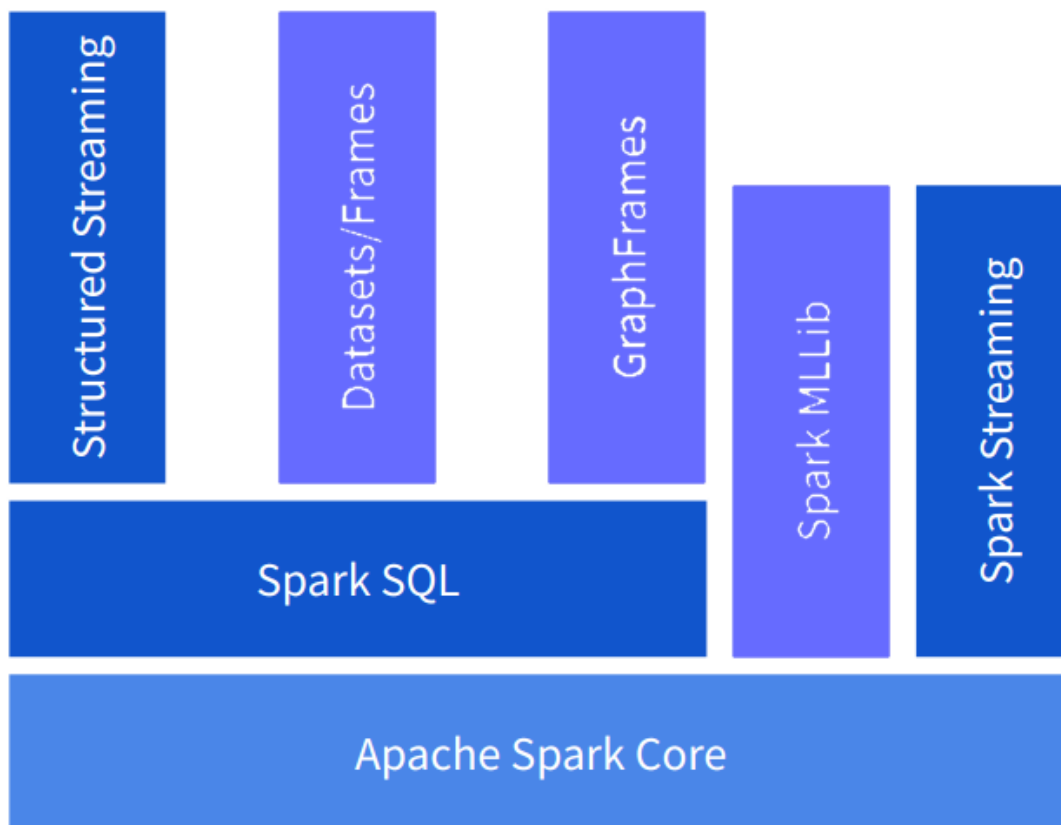 Structured Streaming
Datasets/Frames
GraphFrames
Spark MLLib
Spark Streaming
Spark SQL
Apache Spark Core